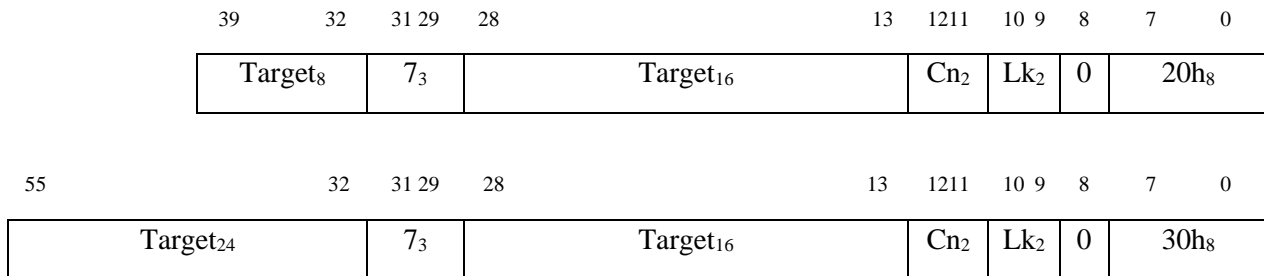 39 32 31 29 28 13 1211 10 9 8 7 0
Target8 73 Target16 Cn2 Lk2 0 20h8
55 32 31 29 28 13 1211 10 9 8 7 0
Target24 73 Target16 Cn2 Lk2 0 30h8